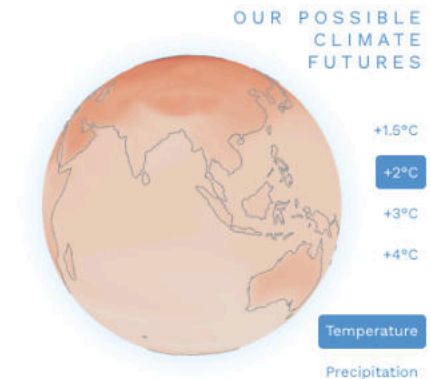 OUR POSSIBLE
CLIMATE
FUTURES
+1.5°C
+2°C
+3°C
+4°C
Temperature
Precipitation